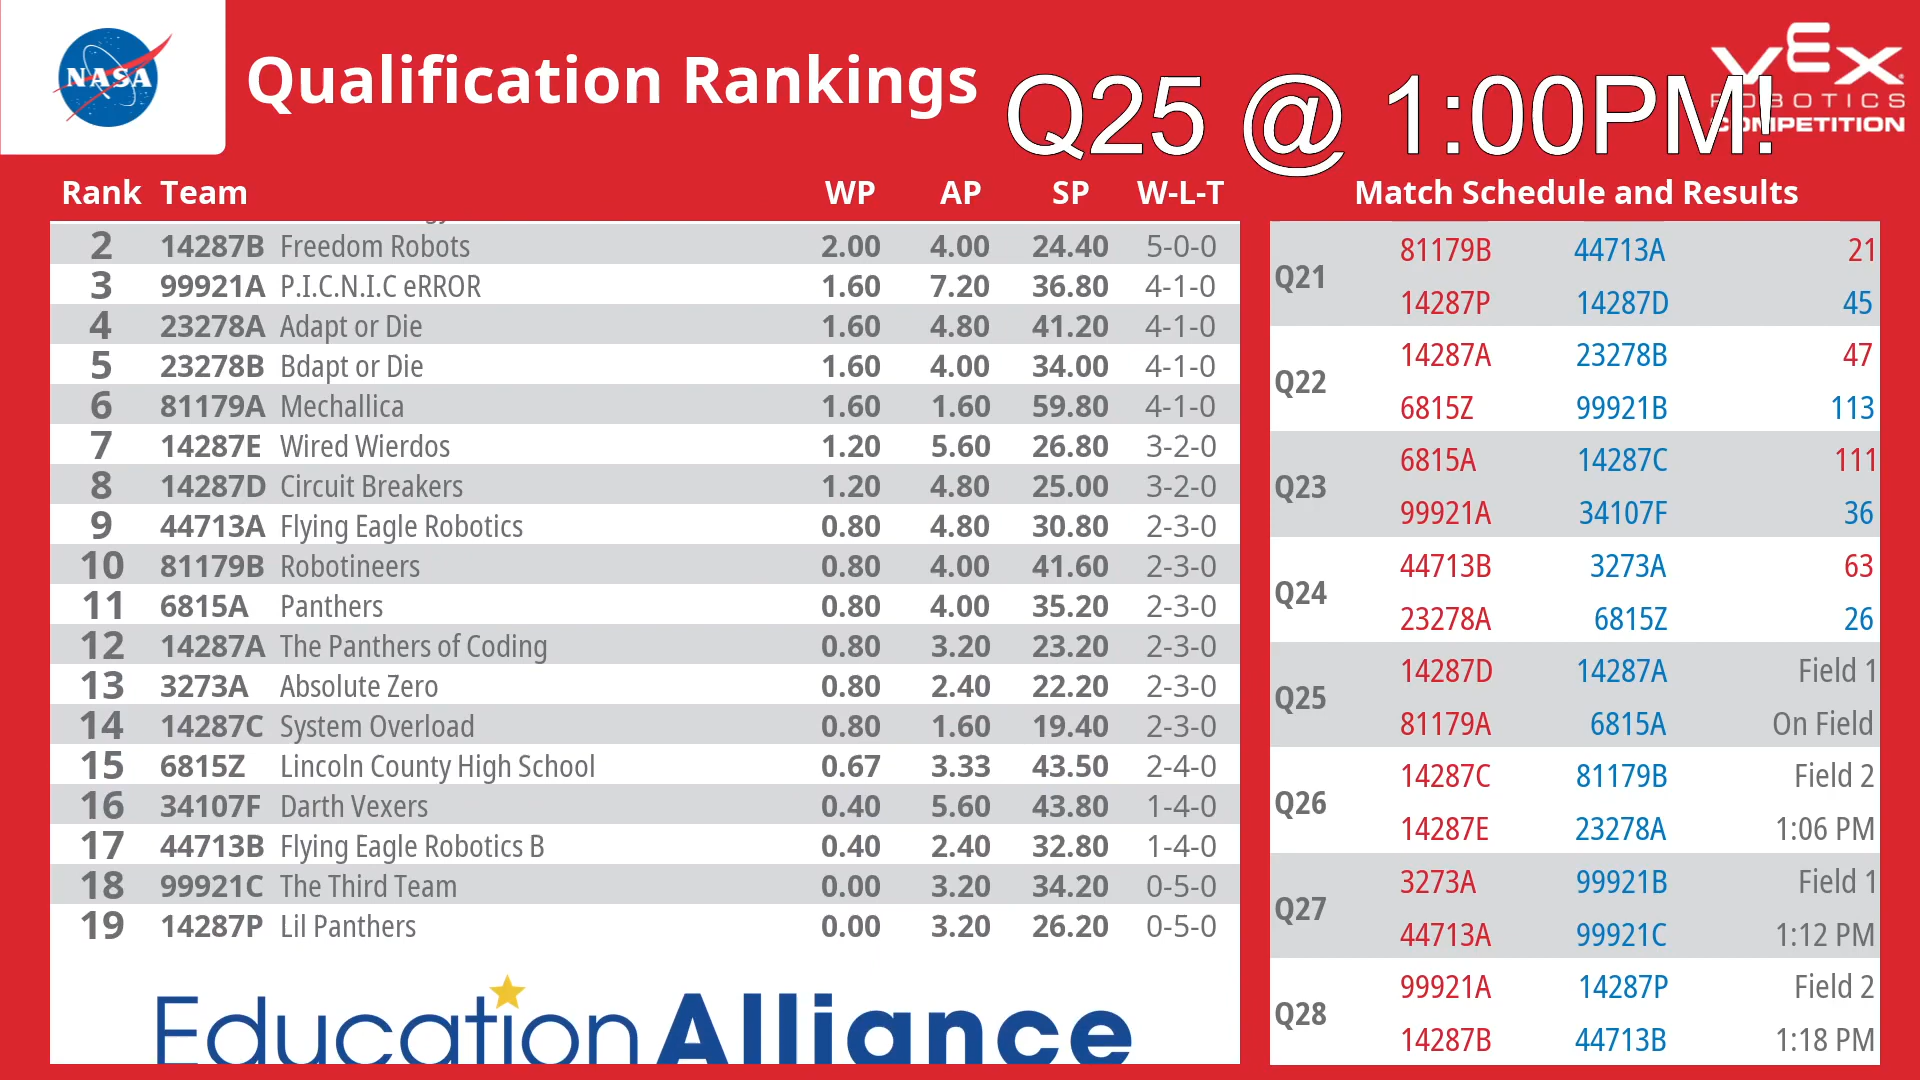 NASA
Qualification Rankings
Q25 @ 1:00PM!
VEX
ROBOTICS
COMPETITION
Rank Team WP AP SP W-L-T
2 14287B Freedom Robots 2.00 4.00 24.40 5-0-0
3 99921A P.I.C.N.I.C eRROR 1.60 7.20 36.80 4-1-0
4 23278A Adapt or Die 1.60 4.80 41.20 4-1-0
5 23278B Bdapt or Die 1.60 4.00 34.00 4-1-0
6 81179A Mechallica 1.60 1.60 59.80 4-1-0
7 14287E Wired Wierdos 1.20 5.60 26.80 3-2-0
8 14287D Circuit Breakers 1.20 4.80 25.00 3-2-0
9 44713A Flying Eagle Robotics 0.80 4.80 30.80 2-3-0
10 81179B Robotineers 0.80 4.00 41.60 2-3-0
11 6815A Panthers 0.80 4.00 35.20 2-3-0
12 14287A The Panthers of Coding 0.80 3.20 23.20 2-3-0
13 3273A Absolute Zero 0.80 2.40 22.20 2-3-0
14 14287C System Overload 0.80 1.60 19.40 2-3-0
15 6815Z Lincoln County High School 0.67 3.33 43.50 2-4-0
16 34107F Darth Vexers 0.40 5.60 43.80 1-4-0
17 44713B Flying Eagle Robotics B 0.40 2.40 32.80 1-4-0
18 99921C The Third Team 0.00 3.20 34.20 0-5-0
19 14287P Lil Panthers 0.00 3.20 26.20 0-5-0
Education Alliance
Match Schedule and Results
81179B 44713A 21
Q21
14287P 14287D 45
14287A 23278B 47
Q22
6815Z 99921B 113
6815A 14287C 111
Q23
99921A 34107F 36
44713B 3273A 63
Q24
23278A 6815Z 26
14287D 14287A Field 1
Q25
81179A 6815A On Field
14287C 81179B Field 2
Q26
14287E 23278A 1:06 PM
3273A 99921B Field 1
Q27
44713A 99921C 1:12 PM
99921A 14287P Field 2
Q28
14287B 44713B 1:18 PM